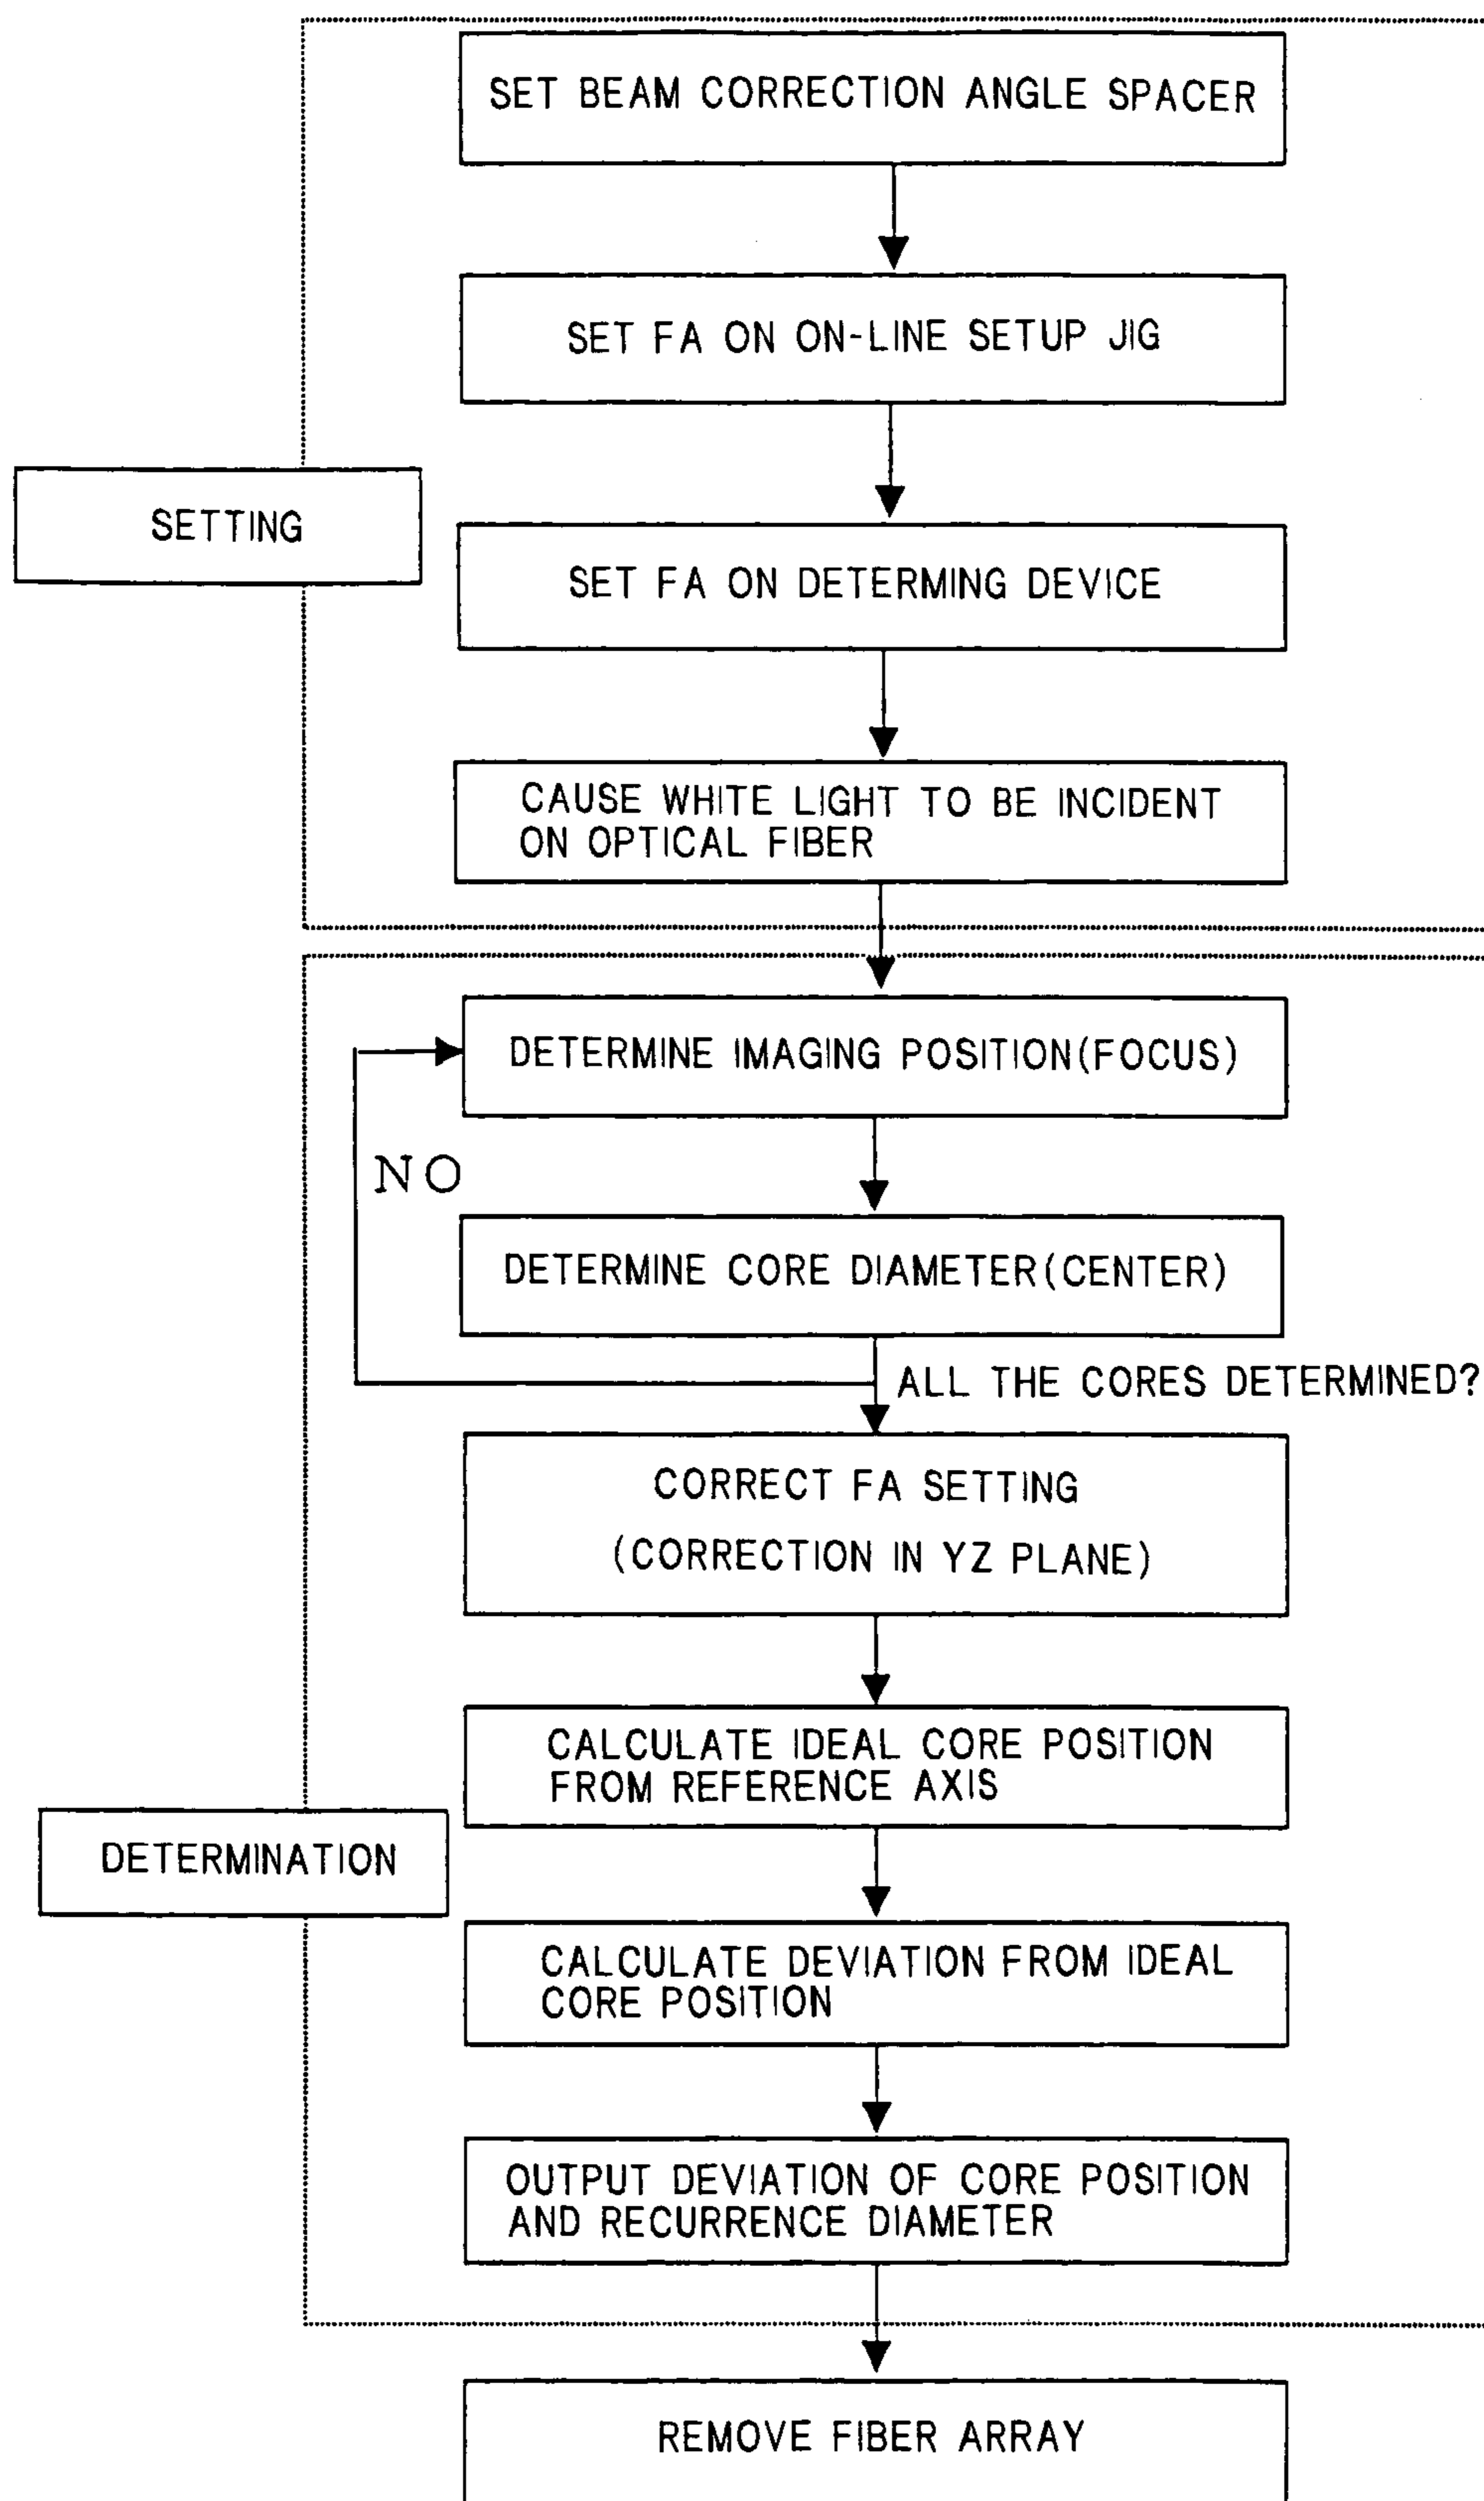 SET BEAM CORRECTION ANGLE SPACER
SET FA ON ON-LINE SETUP JIG
SETTING
SET FA ON DETERMING DEVICE
CAUSE WHITE LIGHT TO BE INCIDENT
ON OPTICAL FIBER
DETERMINE IMAGING POSITION(FOCUS)
NO
DETERMINE CORE DIAMETER(CENTER)
ALL THE CORES DETERMINED?
CORRECT FA SETTING
(CORRECTION IN YZ PLANE)
CALCULATE IDEAL CORE POSITION
FROM REFERENCE AXIS
DETERMINATION
CALCULATE DEVIATION FROM IDEAL
CORE POSITION
OUTPUT DEVIATION OF CORE POSITION
AND RECURRENCE DIAMETER
REMOVE FIBER ARRAY